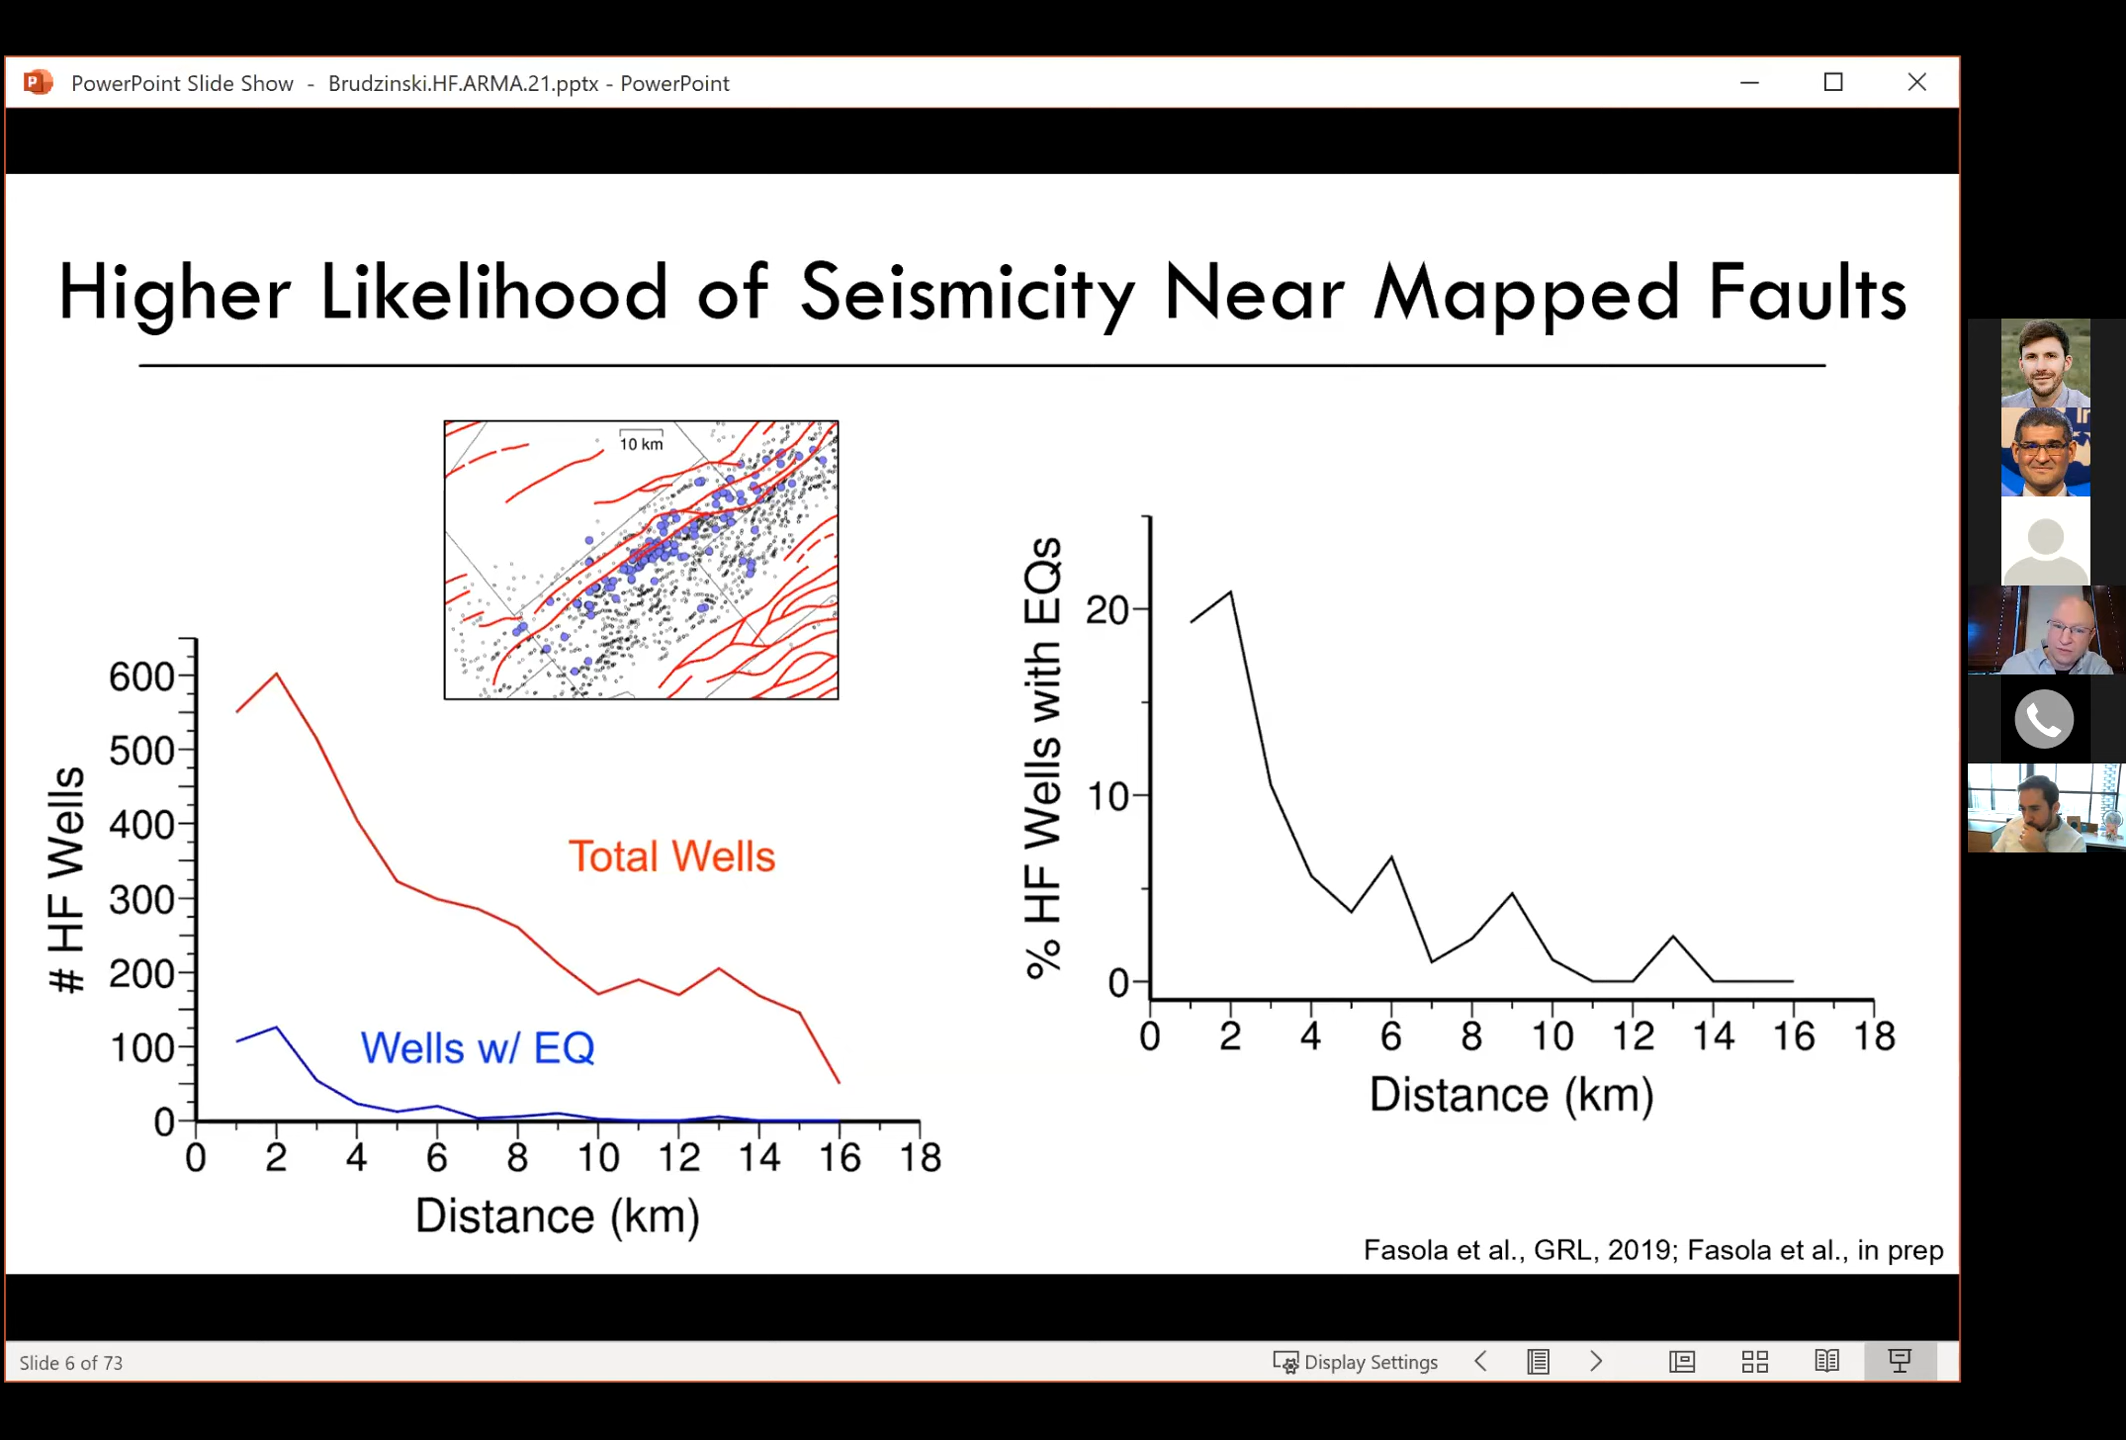 PowerPoint Slide Show - Brudzinski.HF.ARMA.21.pptx - PowerPoint
Higher Likelihood of Seismicity Near Mapped Faults
10 km
# HF Wells
600
500
400
300
200
100
0
Total Wells
Wells w/ EQ
0 2 4 6 8 10 12 14 16 18
Distance (km)
% HF Wells with EQs
20
10
0
0 2 4 6 8 10 12 14 16 18
Distance (km)
Fasola et al., GRL, 2019; Fasola et al., in prep
Slide 6 of 73
Display Settings